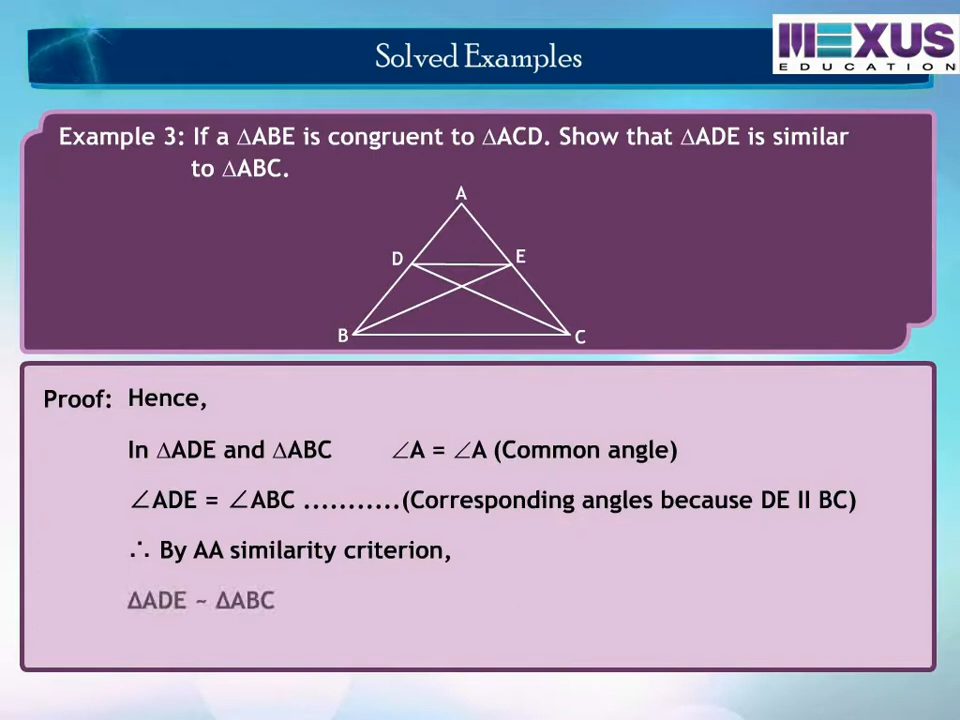 Solved Examples
MEXUS
EDUCATION
Example 3: If a ∆ABE is congruent to ∆ACD. Show that ∆ADE is similar
to ∆ABC.
A
D
E
B
C
Proof: Hence,
In ∆ADE and ∆ABC ∠A = ∠A (Common angle)
∠ADE = ∠ABC ...........(Corresponding angles because DE II BC)
∴ By AA similarity criterion,
∆ADE ~ ∆ABC